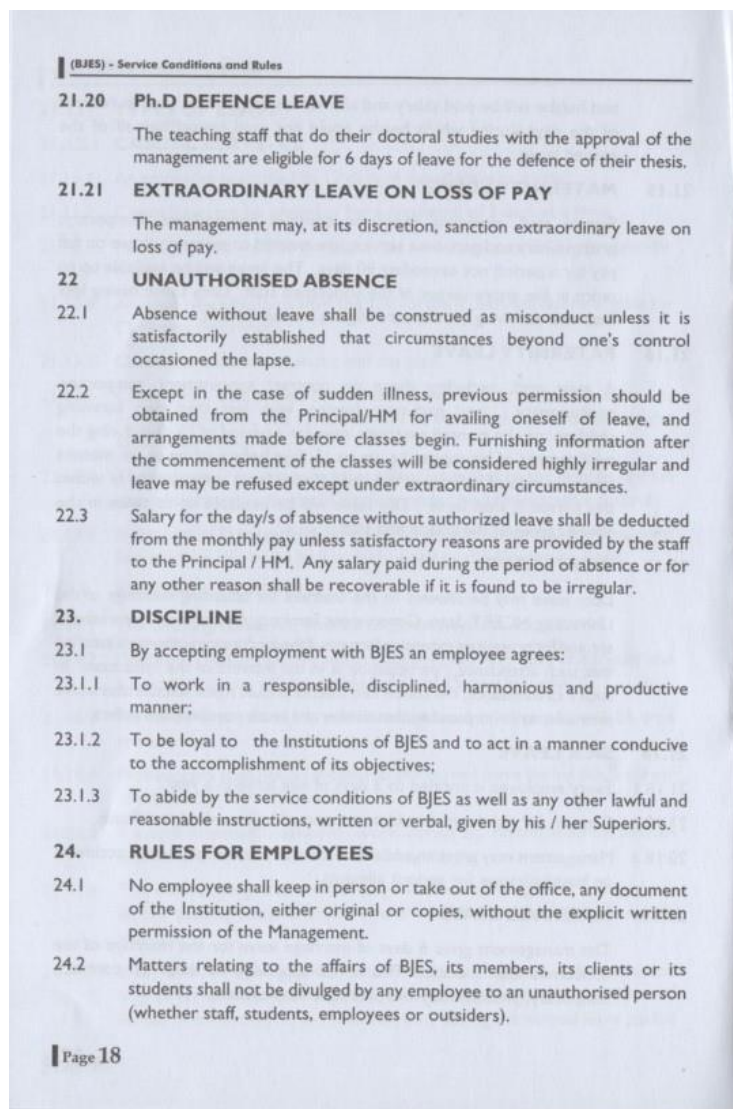 (BJES) - Service Conditions and Rules
21.20 Ph.D DEFENCE LEAVE
The teaching staff that do their doctoral studies with the approval of the
management are eligible for 6 days of leave for the defence of their thesis.
21.21 EXTRAORDINARY LEAVE ON LOSS OF PAY
The management may, at its discretion, sanction extraordinary leave on
loss of pay.
22 UNAUTHORISED ABSENCE
22.1 Absence without leave shall be construed as misconduct unless it is
satisfactorily established that circumstances beyond one's control
occasioned the lapse.
22.2 Except in the case of sudden illness, previous permission should be
obtained from the Principal/HM for availing oneself of leave, and
arrangements made before classes begin. Furnishing information after
the commencement of the classes will be considered highly irregular and
leave may be refused except under extraordinary circumstances.
22.3 Salary for the day/s of absence without authorized leave shall be deducted
from the monthly pay unless satisfactory reasons are provided by the staff
to the Principal / HM. Any salary paid during the period of absence or for
any other reason shall be recoverable if it is found to be irregular.
23. DISCIPLINE
23.1 By accepting employment with BJES an employee agrees:
23.1.1 To work in a responsible, disciplined, harmonious and productive
manner;
23.1.2 To be loyal to the Institutions of BJES and to act in a manner conducive
to the accomplishment of its objectives;
23.1.3 To abide by the service conditions of BJES as well as any other lawful and
reasonable instructions, written or verbal, given by his / her Superiors.
24. RULES FOR EMPLOYEES
24.1 No employee shall keep in person or take out of the office, any document
of the Institution, either original or copies, without the explicit written
permission of the Management.
24.2 Matters relating to the affairs of BJES, its members, its clients or its
students shall not be divulged by any employee to an unauthorised person
(whether staff, students, employees or outsiders).
Page 18